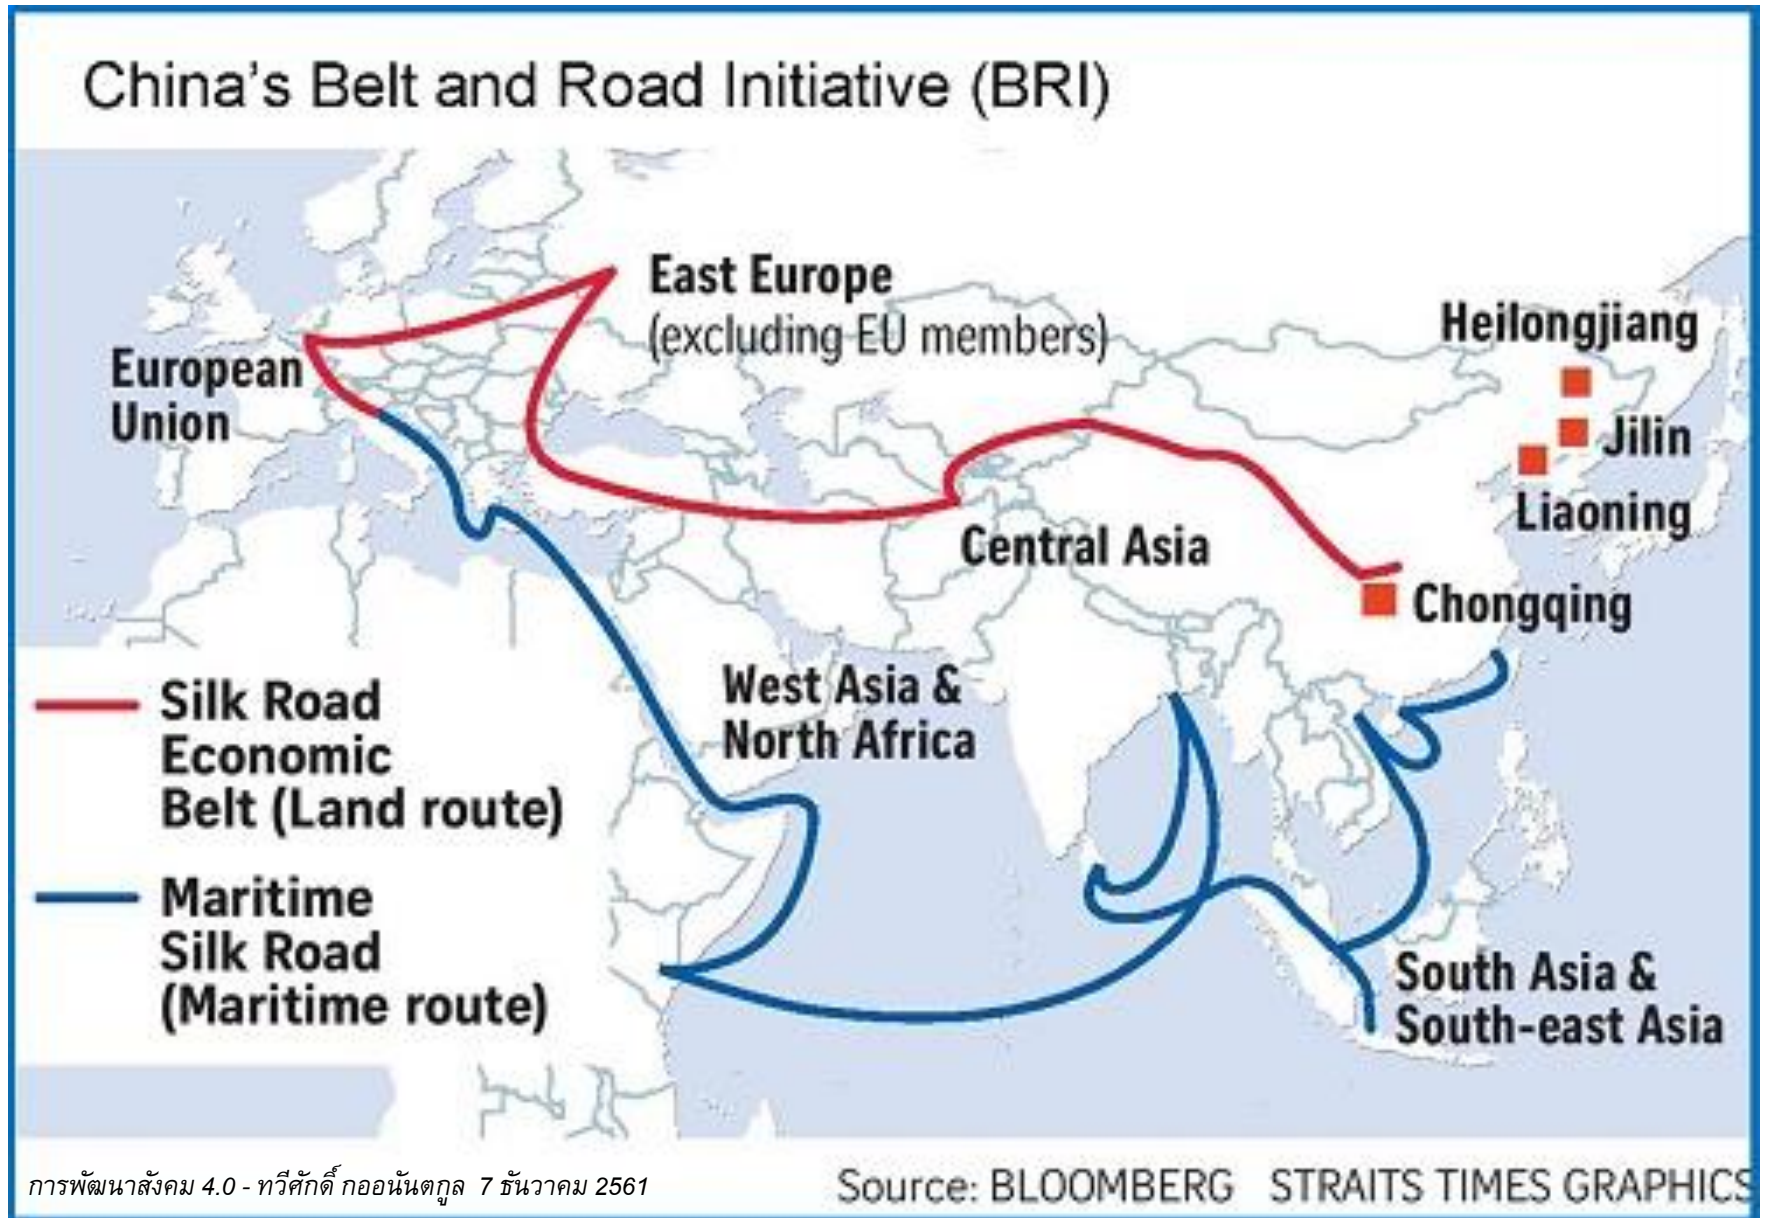 China's Belt and Road Initiative (BRI)
East Europe
(excluding EU members)
Heilongjiang
European
Union
Jilin
Liaoning
Central Asia
Chongqing
West Asia &
North Africa
Silk Road
Economic
Belt (Land route)
Maritime
Silk Road
(Maritime route)
South Asia &
South-east Asia
การพัฒนาสังคม 4.0 - ทวีศักดิ์ กออนันตกูล 7 ธันวาคม 2561
Source: BLOOMBERG STRAITS TIMES GRAPHICS